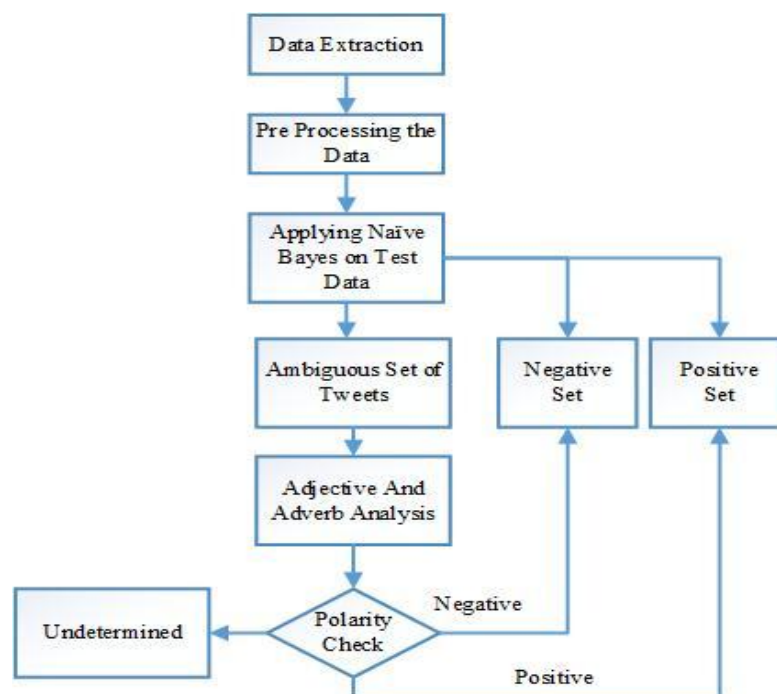 Data Extraction
Pre Processing the
Data
Applying Naïve
Bayes on Test
Data
Ambiguous Set of
Tweets
Negative
Set
Positive
Set
Adjective And
Adverb Analysis
Undetermined
Polarity
Check
Negative
Positive